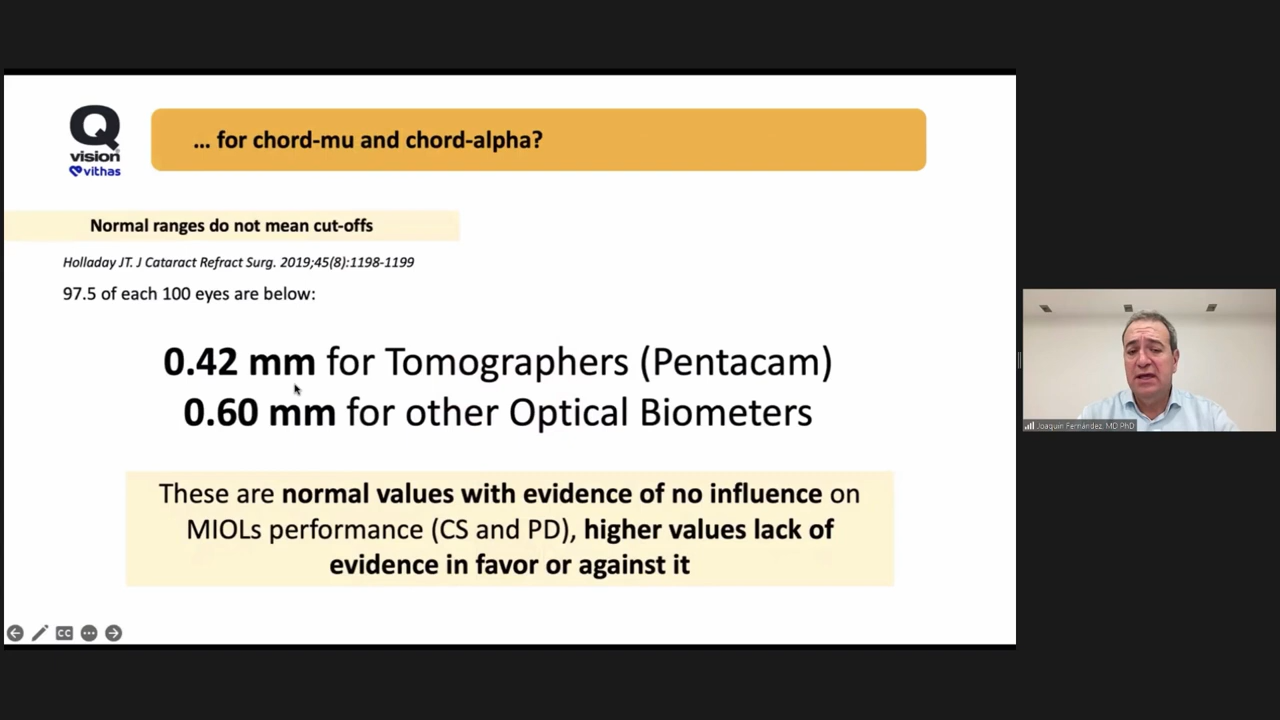 Q
vision
vithas
... for chord-mu and chord-alpha?
Normal ranges do not mean cut-offs
Holladay JT. J Cataract Refract Surg. 2019;45(8):1198-1199
97.5 of each 100 eyes are below:
0.42 mm for Tomographers (Pentacam)
0.60 mm for other Optical Biometers
These are normal values with evidence of no influence on
MIOLs performance (CS and PD), higher values lack of
evidence in favor or against it
CC
Joaquín Fernández, MD PhD